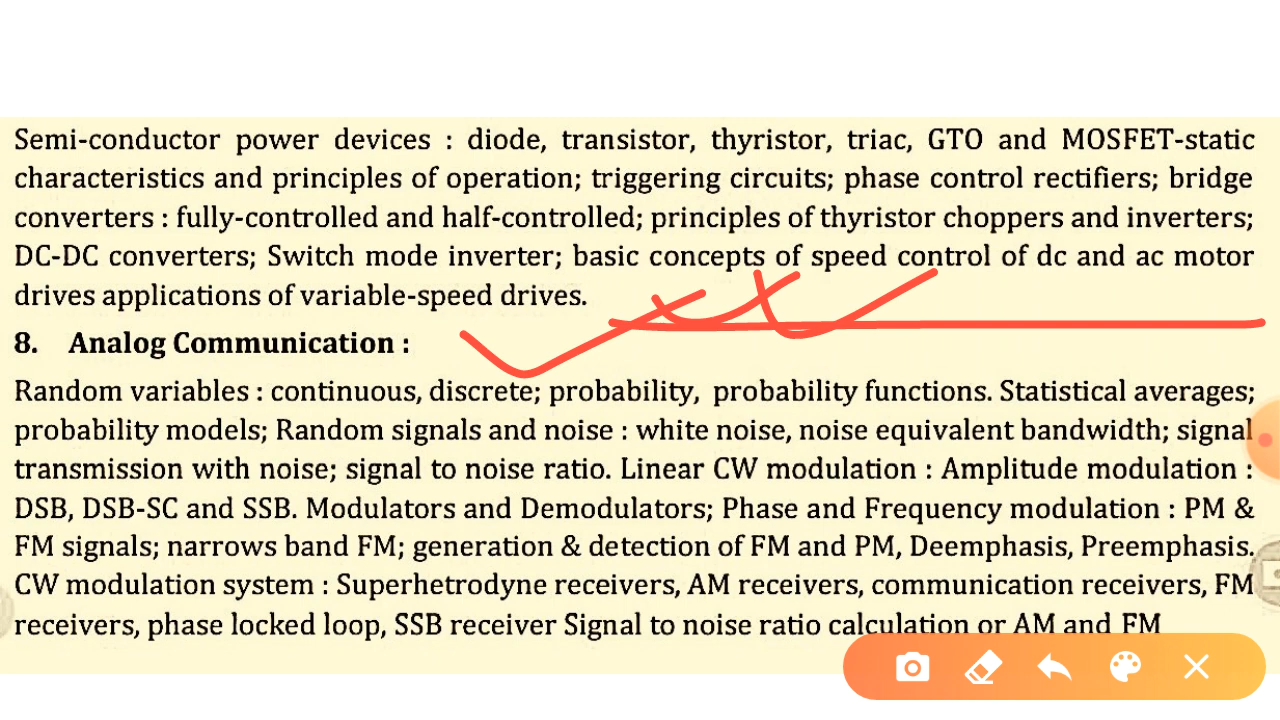 Semi-conductor power devices : diode, transistor, thyristor, triac, GTO and MOSFET-static
characteristics and principles of operation; triggering circuits; phase control rectifiers; bridge
converters : fully-controlled and half-controlled; principles of thyristor choppers and inverters;
DC-DC converters; Switch mode inverter; basic concepts of speed control of dc and ac motor
drives applications of variable-speed drives.
8. Analog Communication :
Random variables : continuous, discrete; probability, probability functions. Statistical averages;
probability models; Random signals and noise : white noise, noise equivalent bandwidth; signal
transmission with noise; signal to noise ratio. Linear CW modulation : Amplitude modulation :
DSB, DSB-SC and SSB. Modulators and Demodulators; Phase and Frequency modulation : PM &
FM signals; narrows band FM; generation & detection of FM and PM, Deemphasis, Preemphasis.
CW modulation system : Superhetrodyne receivers, AM receivers, communication receivers, FM
receivers, phase locked loop, SSB receiver Signal to noise ratio calculation or AM and FM